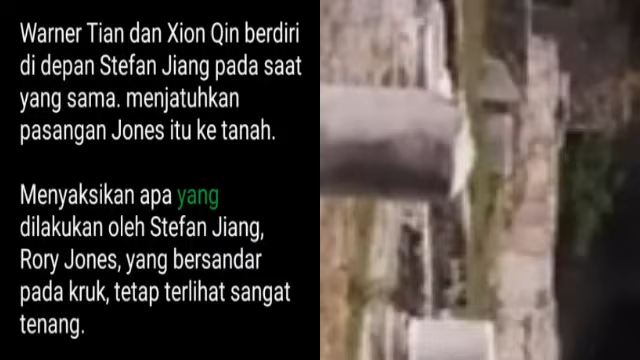 Warner Tian dan Xion Qin berdiri
di depan Stefan Jiang pada saat
yang sama. menjatuhkan
pasangan Jones itu ke tanah.
Menyaksikan apa yang
dilakukan oleh Stefan Jiang,
Rory Jones, yang bersandar
pada kruk, tetap terlihat sangat
tenang.